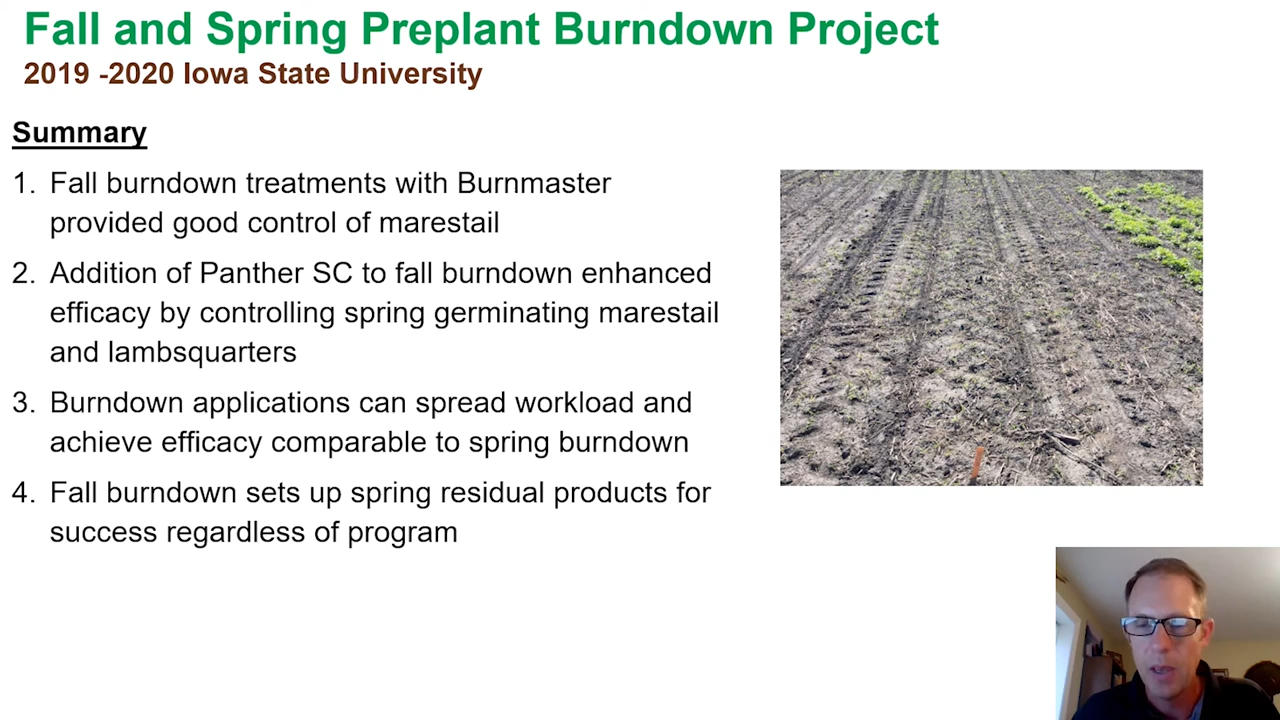 Fall and Spring Preplant Burndown Project
2019 -2020 Iowa State University
Summary
1. Fall burndown treatments with Burnmaster
provided good control of marestail
2. Addition of Panther SC to fall burndown enhanced
efficacy by controlling spring germinating marestail
and lambsquarters
3. Burndown applications can spread workload and
achieve efficacy comparable to spring burndown
4. Fall burndown sets up spring residual products for
success regardless of program